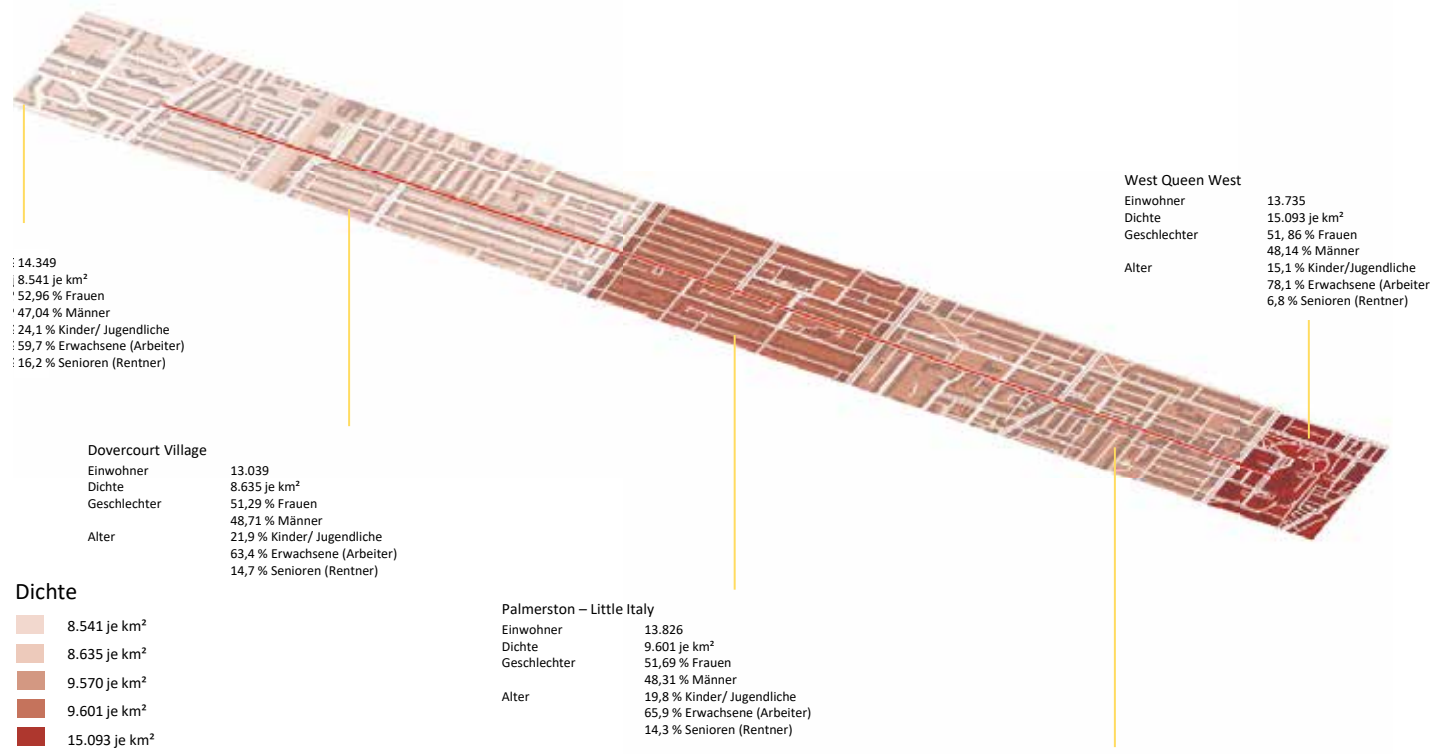 West Queen West
Einwohner 13.735
Dichte 15.093 je km²
Geschlechter 51, 86 % Frauen
48,14 % Männer
Alter 15,1 % Kinder/Jugendliche
78,1 % Erwachsene (Arbeiter
6,8 % Senioren (Rentner)
14.349
8.541 je km²
52,96 % Frauen
47,04 % Männer
24,1 % Kinder/ Jugendliche
59,7 % Erwachsene (Arbeiter)
16,2 % Senioren (Rentner)
Dovercourt Village
Einwohner 13.039
Dichte 8.635 je km²
Geschlechter 51,29 % Frauen
48,71 % Männer
Alter 21,9 % Kinder/ Jugendliche
63,4 % Erwachsene (Arbeiter)
14,7 % Senioren (Rentner)
Dichte
8.541 je km²
8.635 je km²
9.570 je km²
9.601 je km²
15.093 je km²
Palmerston – Little Italy
Einwohner 13.826
Dichte 9.601 je km²
Geschlechter 51,69 % Frauen
48,31 % Männer
Alter 19,8 % Kinder/ Jugendliche
65,9 % Erwachsene (Arbeiter)
14,3 % Senioren (Rentner)